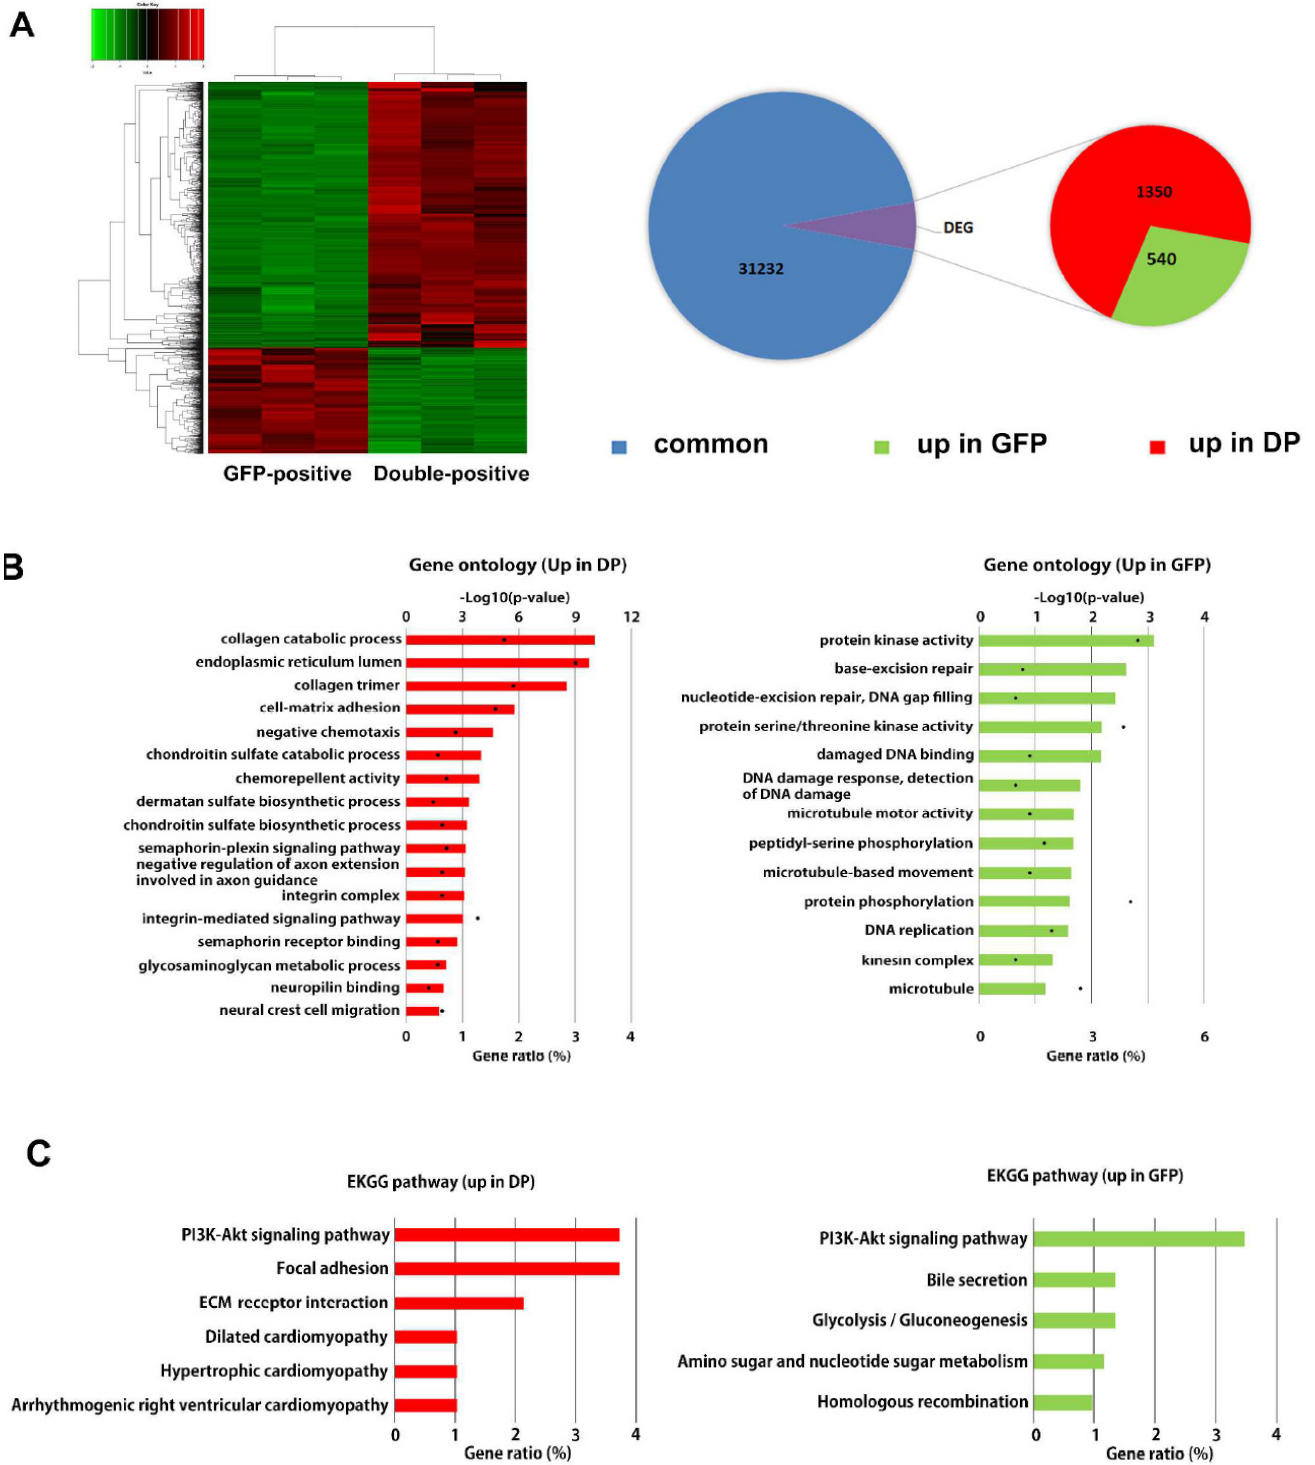 A
Color Key
Value
GFP-positive
Double-positive
31232
DEG
1350
540
common
up in GFP
up in DP
B
Gene ontology (Up in DP)
-Log10(p-value)
0 3 6 9 12
collagen catabolic process
endoplasmic reticulum lumen
collagen trimer
cell-matrix adhesion
negative chemotaxis
chondroitin sulfate catabolic process
chemorepellent activity
dermatan sulfate biosynthetic process
chondroitin sulfate biosynthetic process
semaphorin-plexin signaling pathway
negative regulation of axon extension
involved in axon guidance
integrin complex
integrin-mediated signaling pathway
semaphorin receptor binding
glycosaminoglycan metabolic process
neuropilin binding
neural crest cell migration
0 1 2 3 4
Gene ratio (%)
Gene ontology (Up in GFP)
-Log10(p-value)
0 1 2 3 4
protein kinase activity
base-excision repair
nucleotide-excision repair, DNA gap filling
protein serine/threonine kinase activity
damaged DNA binding
DNA damage response, detection
of DNA damage
microtubule motor activity
peptidyl-serine phosphorylation
microtubule-based movement
protein phosphorylation
DNA replication
kinesin complex
microtubule
0 3 6
Gene ratio (%)
C
EKGG pathway (up in DP)
PI3K-Akt signaling pathway
Focal adhesion
ECM receptor interaction
Dilated cardiomyopathy
Hypertrophic cardiomyopathy
Arrhythmogenic right ventricular cardiomyopathy
0 1 2 3 4
Gene ratio (%)
EKGG pathway (up in GFP)
PI3K-Akt signaling pathway
Bile secretion
Glycolysis / Gluconeogenesis
Amino sugar and nucleotide sugar metabolism
Homologous recombination
0 1 2 3 4
Gene ratio (%)